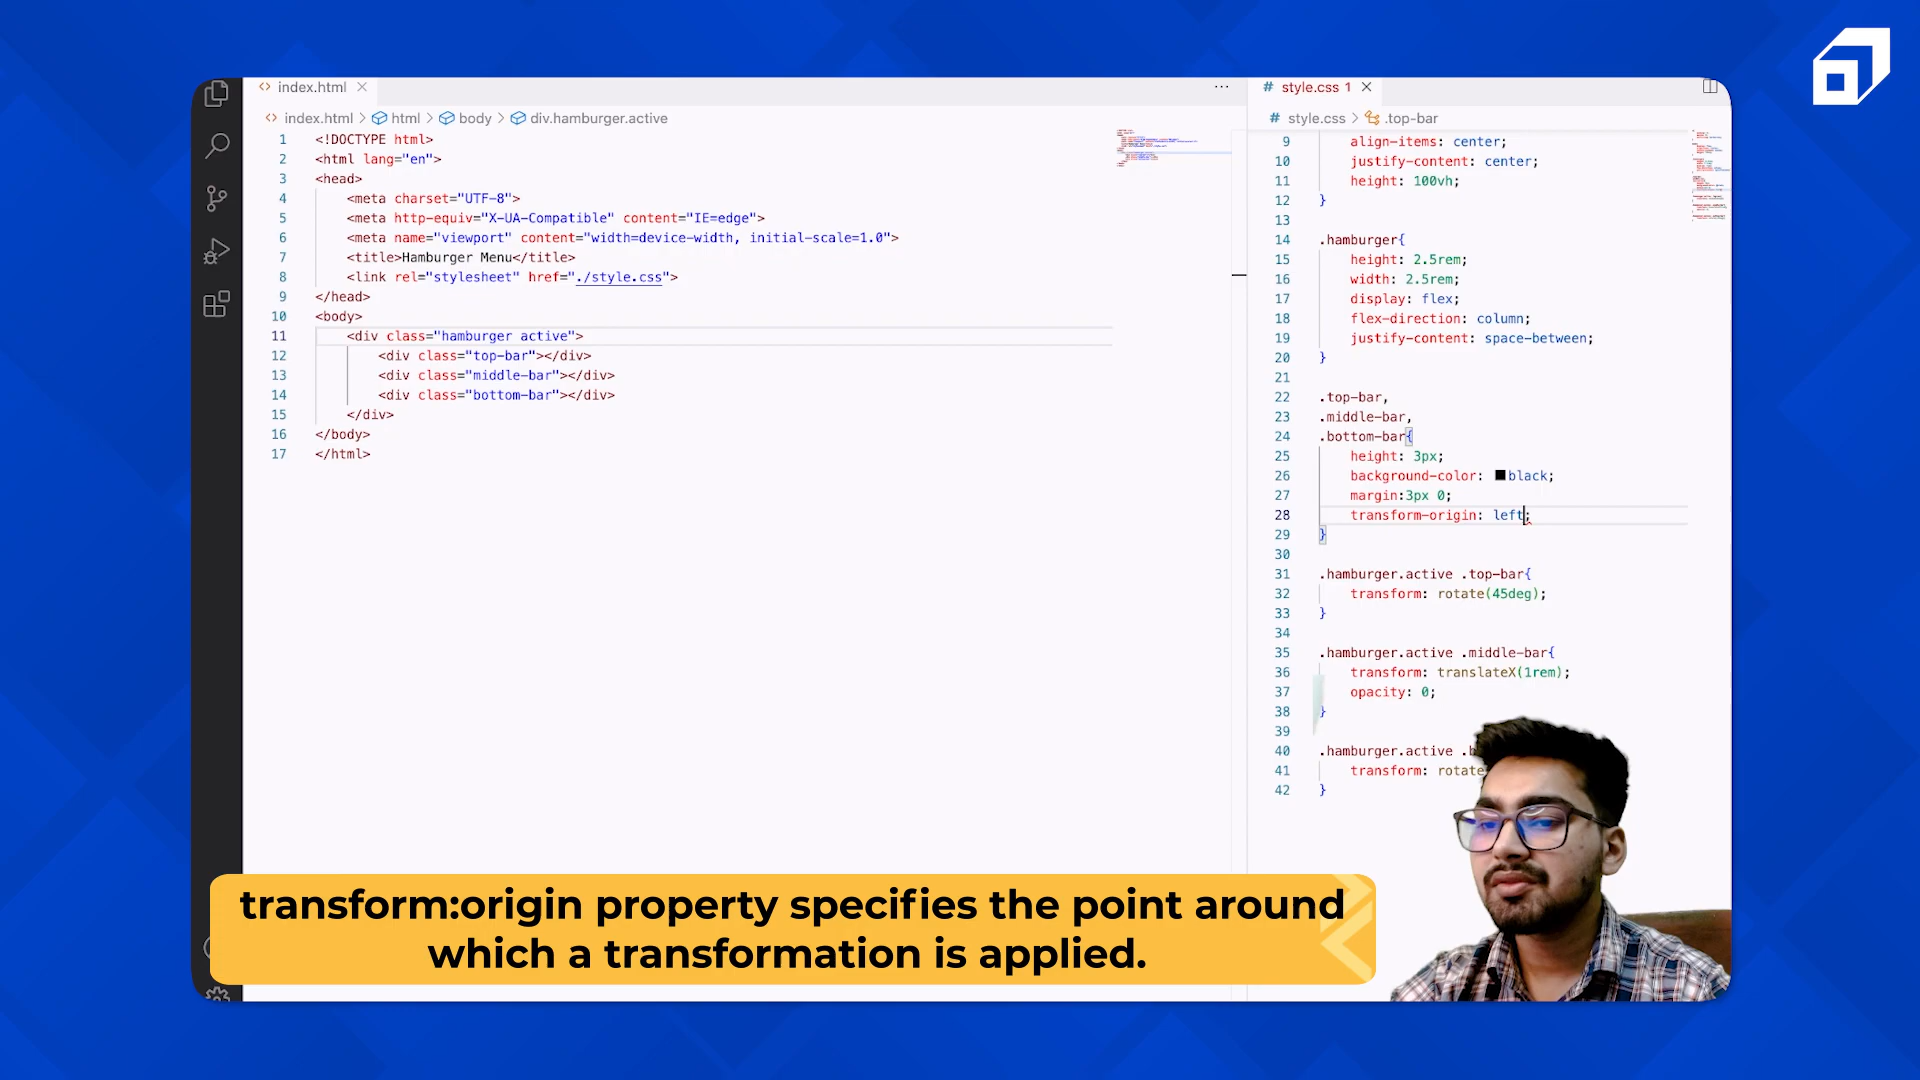 index.html
index.html > html > body > div.hamburger.active
1 <!DOCTYPE html>
2 <html lang="en">
3 <head>
4 <meta charset="UTF-8">
5 <meta http-equiv="X-UA-Compatible" content="IE=edge">
6 <meta name="viewport" content="width=device-width, initial-scale=1.0">
7 <title>Hamburger Menu</title>
8 <link rel="stylesheet" href="./style.css">
9 </head>
10 <body>
11 <div class="hamburger active">
12 <div class="top-bar"></div>
13 <div class="middle-bar"></div>
14 <div class="bottom-bar"></div>
15 </div>
16 </body>
17 </html>
style.css 1
style.css > .top-bar
9 align-items: center;
10 justify-content: center;
11 height: 100vh;
12 }
13
14 .hamburger{
15 height: 2.5rem;
16 width: 2.5rem;
17 display: flex;
18 flex-direction: column;
19 justify-content: space-between;
20 }
21
22 .top-bar,
23 .middle-bar,
24 .bottom-bar{
25 height: 3px;
26 background-color: black;
27 margin:3px 0;
28 transform-origin: left;
29 }
30
31 .hamburger.active .top-bar{
32 transform: rotate(45deg);
33 }
34
35 .hamburger.active .middle-bar{
36 transform: translateX(1rem);
37 opacity: 0;
38 }
39
40 .hamburger.active
41 transform: rotate
42 }
transform:origin property specifies the point around
which a transformation is applied.